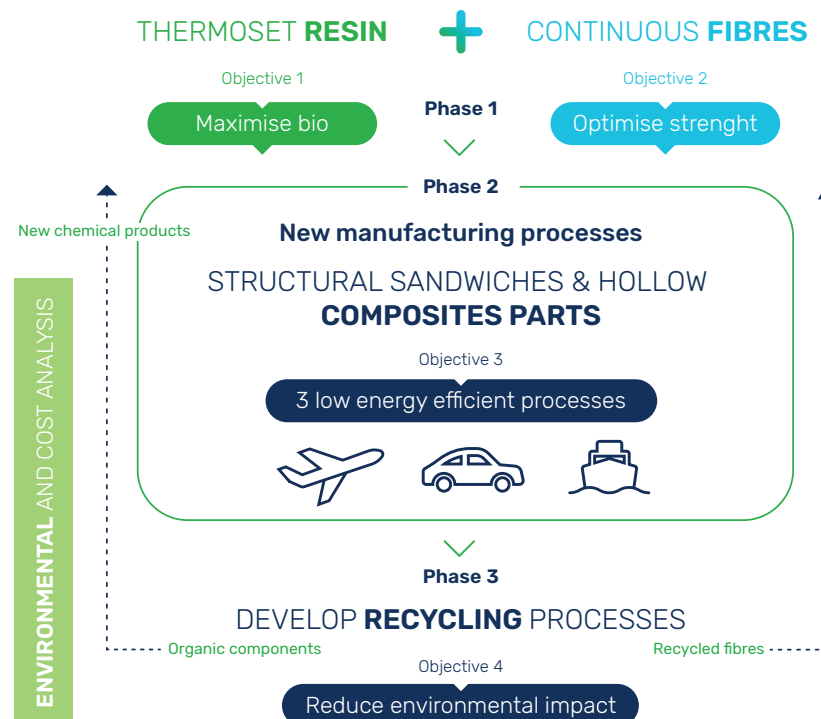 THERMOSET RESIN
CONTINUOUS FIBRES
Objective 1
Objective 2
Maximise bio
Phase 1
Optimise strenght
Phase 2
New chemical products
New manufacturing processes
STRUCTURAL SANDWICHES & HOLLOW
COMPOSITES PARTS
Objective 3
3 low energy efficient processes
ENVIRONMENTAL AND COST ANALYSIS
Phase 3
DEVELOP RECYCLING PROCESSES
Organic components
Recycled fibres
Objective 4
Reduce environmental impact